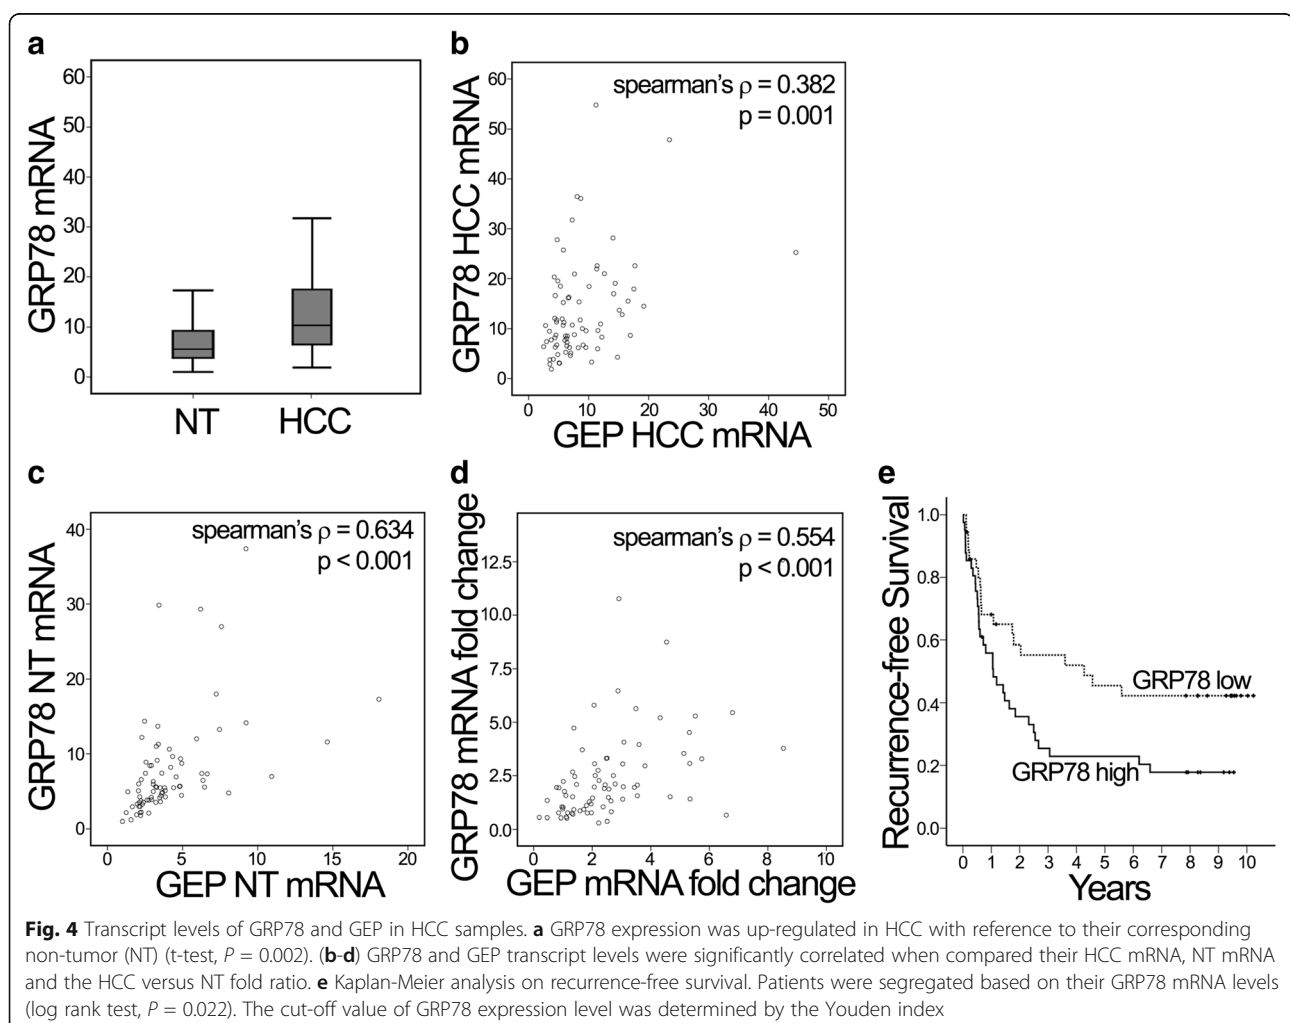 a
GRP78 mRNA
60
50
40
30
20
10
0
NT
HCC
b
GRP78 HCC mRNA
60
50
40
30
20
10
0
spearman's ρ = 0.382
p = 0.001
0
10
20
30
40
50
GEP HCC mRNA
c
GRP78 NT mRNA
40
30
20
10
0
spearman's ρ = 0.634
p < 0.001
0
5
10
15
20
GEP NT mRNA
d
GRP78 mRNA fold change
12.5
10.0
7.5
5.0
2.5
0.0
spearman's ρ = 0.554
p < 0.001
0
2
4
6
8
10
GEP mRNA fold change
e
Recurrence-free Survival
1.0
0.8
0.6
0.4
0.2
0.0
GRP78 low
GRP78 high
0
1
2
3
4
5
6
7
8
9
10
Years
Fig. 4 Transcript levels of GRP78 and GEP in HCC samples. a GRP78 expression was up-regulated in HCC with reference to their corresponding
non-tumor (NT) (t-test, P = 0.002). (b-d) GRP78 and GEP transcript levels were significantly correlated when compared their HCC mRNA, NT mRNA
and the HCC versus NT fold ratio. e Kaplan-Meier analysis on recurrence-free survival. Patients were segregated based on their GRP78 mRNA levels
(log rank test, P = 0.022). The cut-off value of GRP78 expression level was determined by the Youden index